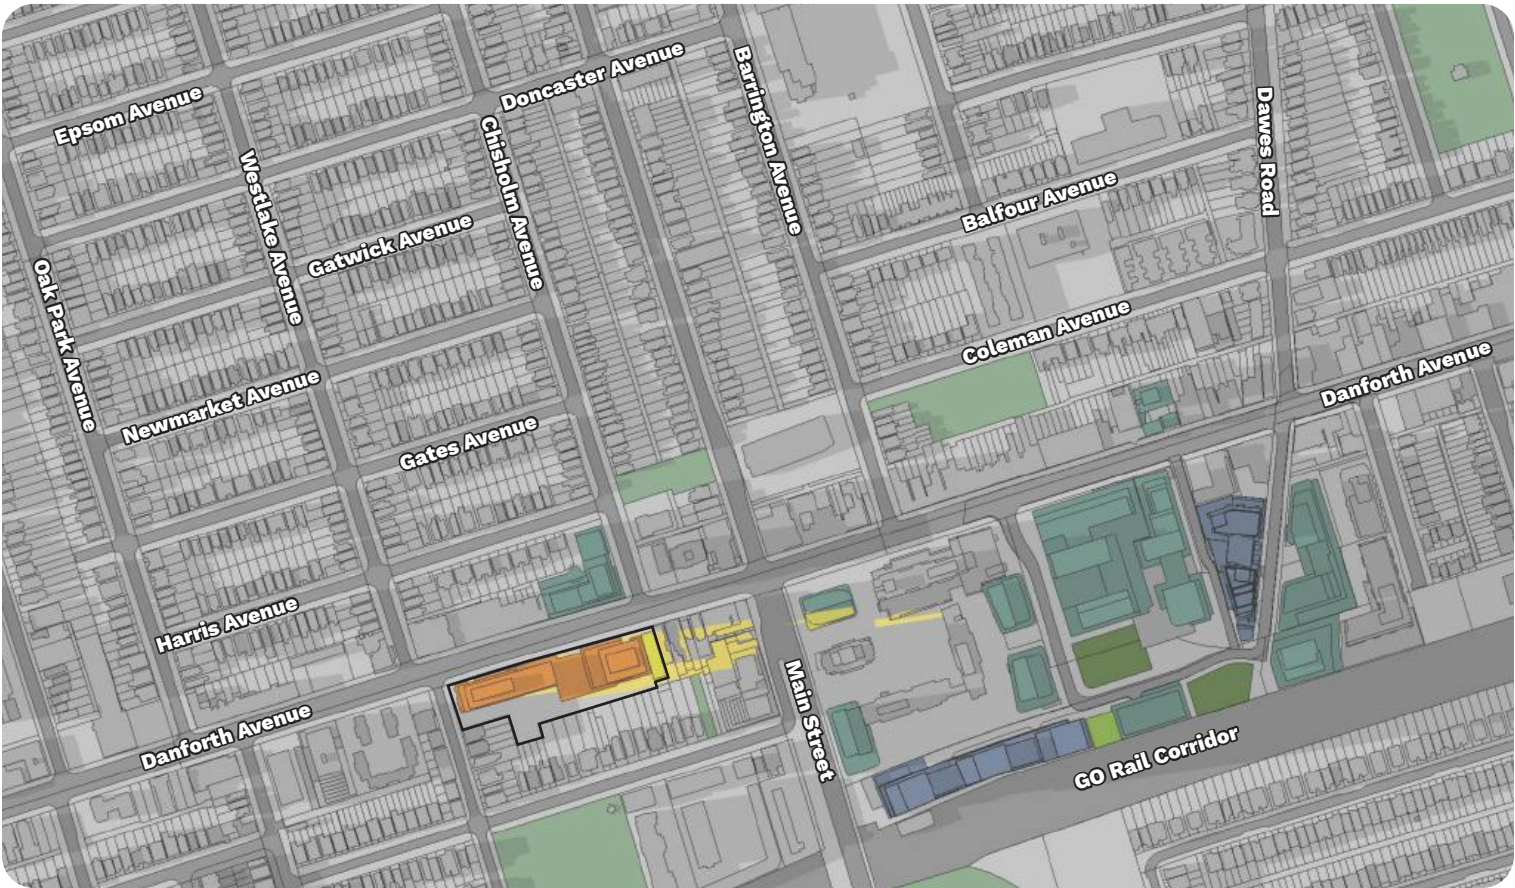 Epsom Avenue
Doncaster Avenue
Barrington Avenue
Dawes Road
Chisholm Avenue
Westlake Avenue
Balfour Avenue
Gatwick Avenue
Oak Park Avenue
Coleman Avenue
Danforth Avenue
Newmarket Avenue
Gates Avenue
Harris Avenue
Main Street
Danforth Avenue
GO Rail Corridor